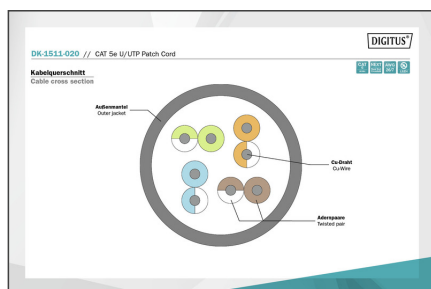 DIGITUS®
DK-1511-020 // CAT 5e U/UTP Patch Cord
Kabelquerschnitt
Cable cross section
Außenmantel
Outer jacket
Cu-Draht
Cu-Wire
Adernpaare
Twisted pair